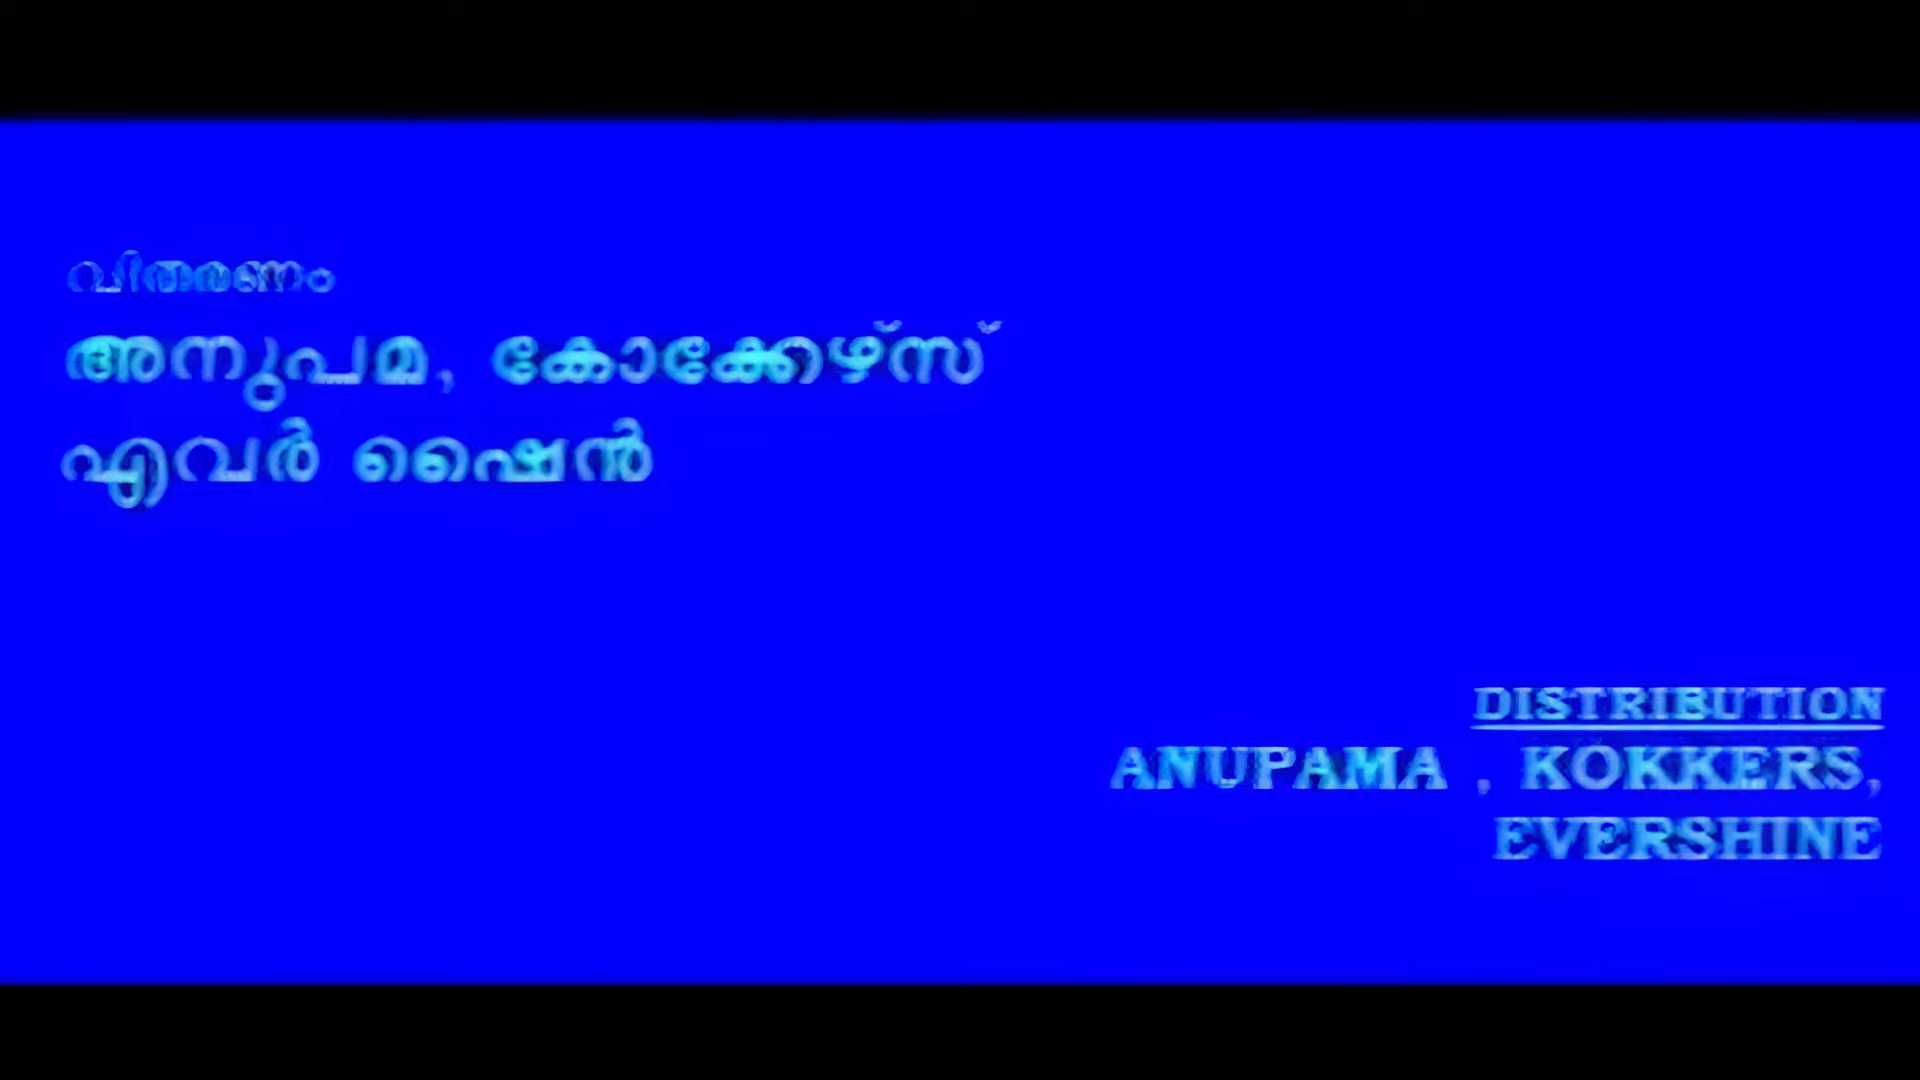 വിതരണം
അനുപമ, കോക്കേഴ്സ്
എവർ ഷൈൻ
DISTRIBUTION
ANUPAMA , KOKKERS,
EVERSHINE